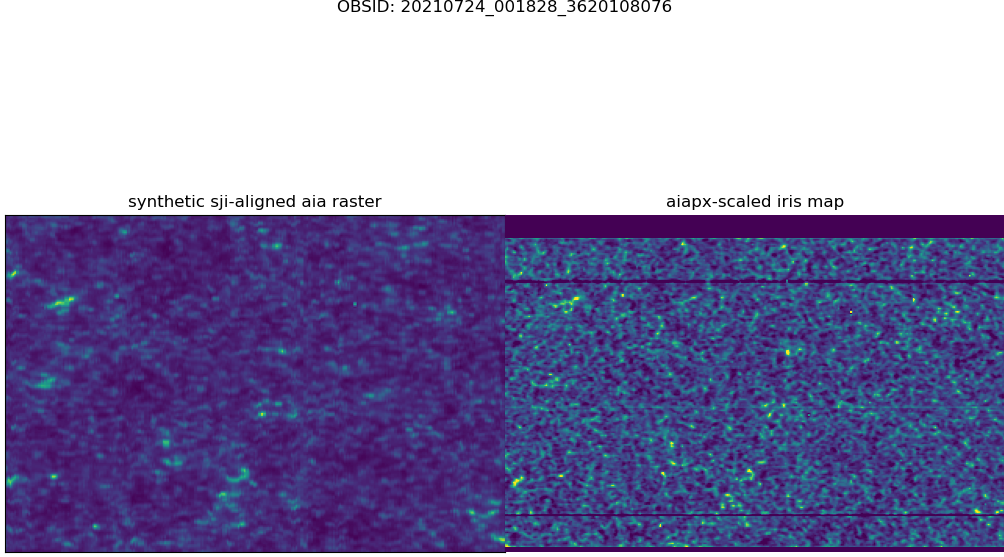 OBSID: 20210724_001828_3620108076
synthetic sji-aligned aia raster
aiapx-scaled iris map